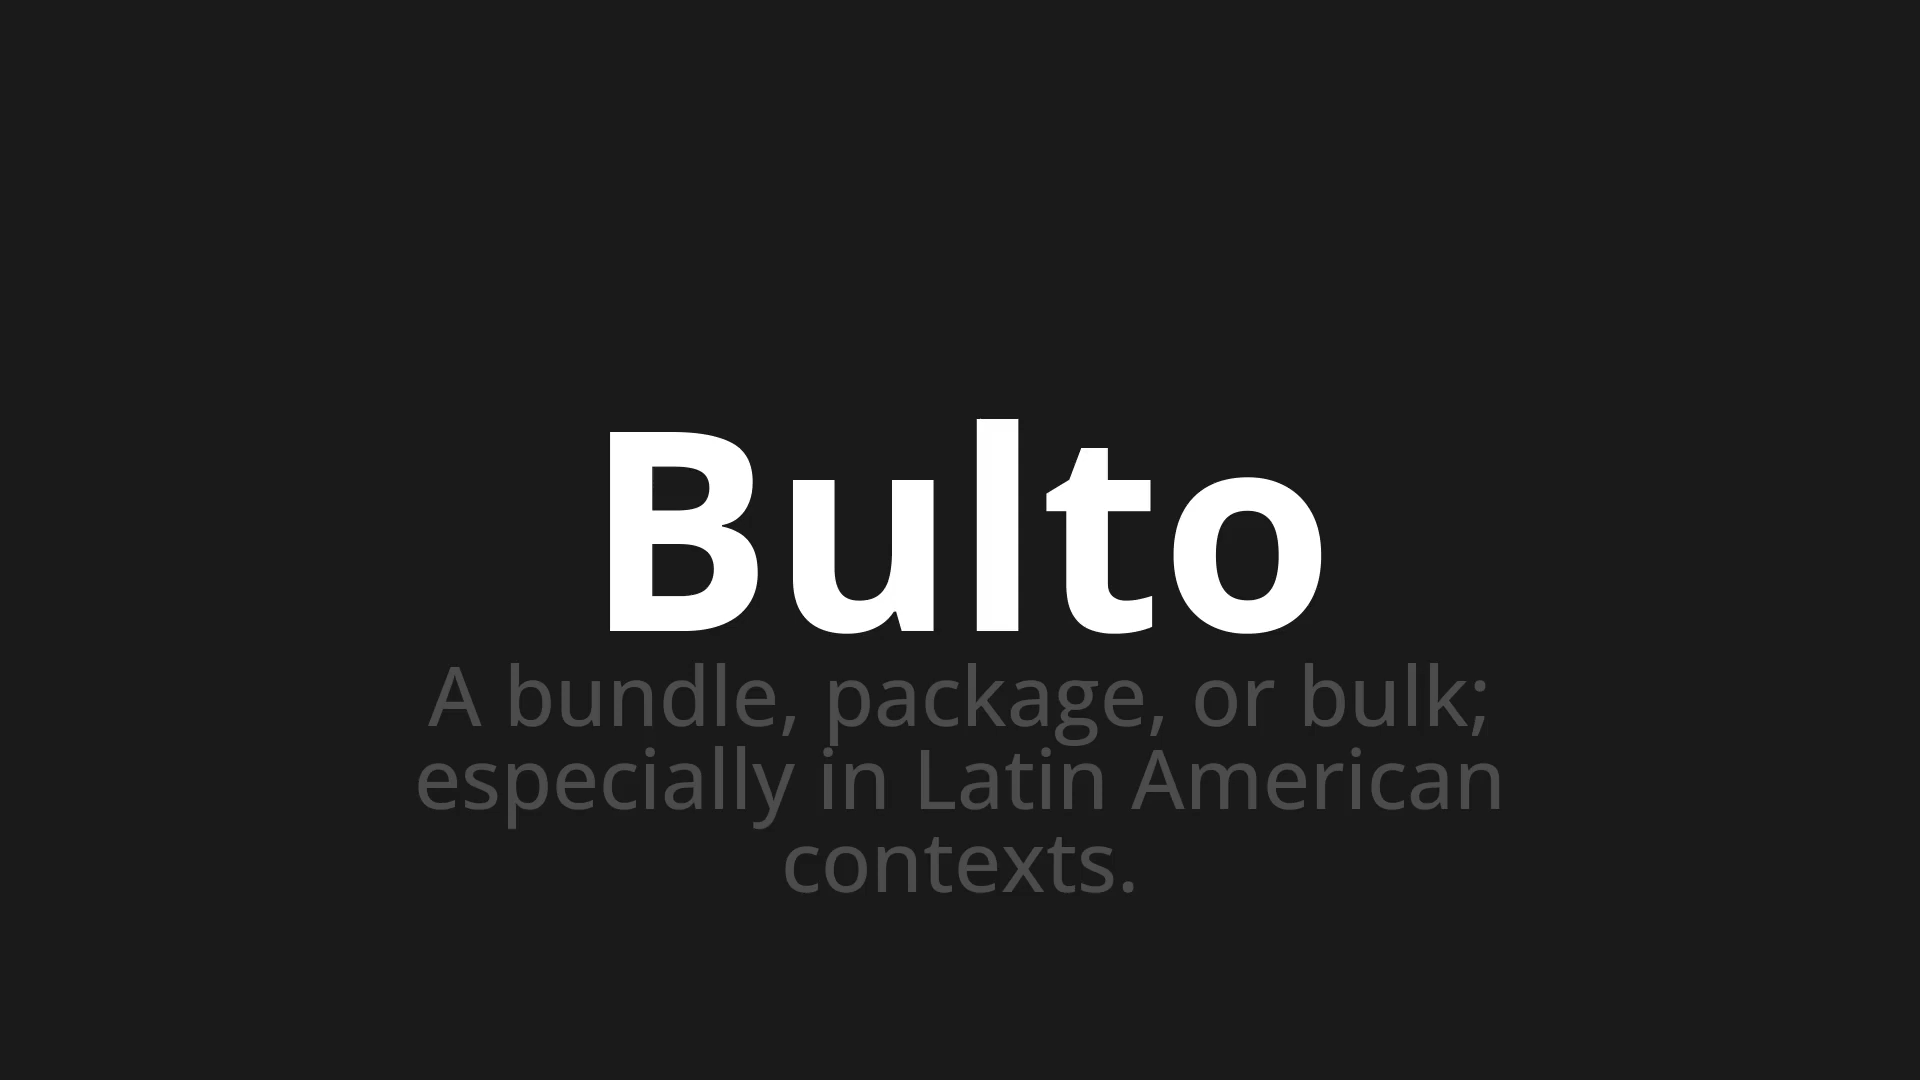 Bulto
A bundle, package, or bulk;
especially in Latin American
contexts.